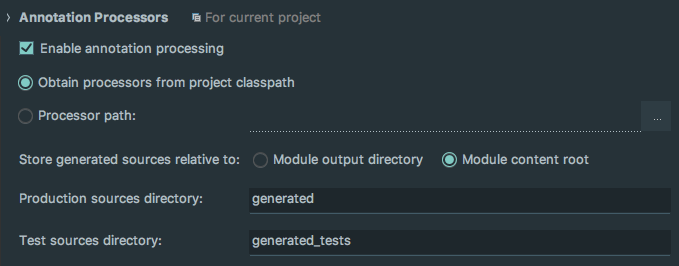 Annotation Processors For current project
Enable annotation processing
Obtain processors from project classpath
Processor path: ...
Store generated sources relative to: Module output directory Module content root
Production sources directory: generated
Test sources directory: generated_tests